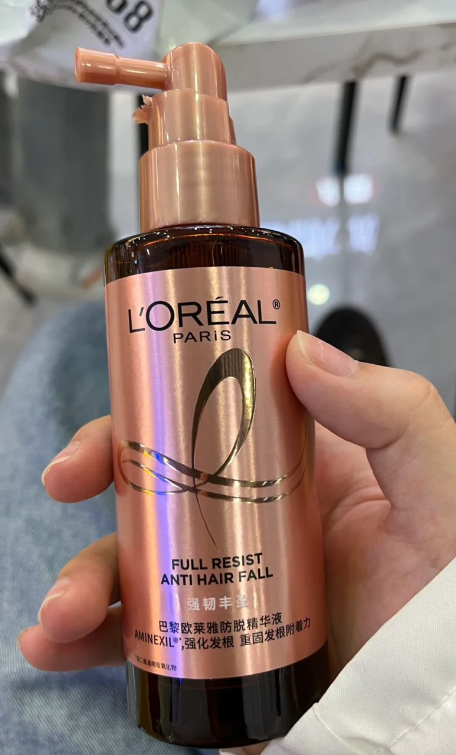 68
L'ORÉAL®
PARIS
FULL RESIST
ANTI HAIR FALL
强韧丰盈
巴黎欧莱雅防脱精华液
AMINEXIL®*,强化发根 重固发根附着力